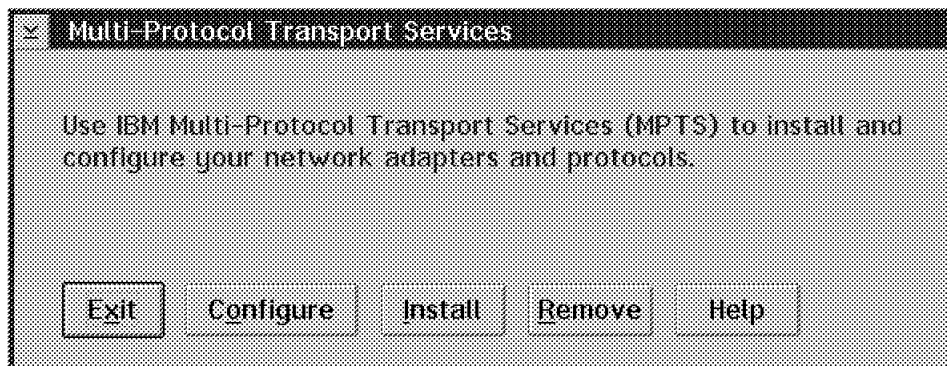 Multi-Protocol Transport Services
Use IBM Multi-Protocol Transport Services (MPTS) to install and
configure your network adapters and protocols.
Exit Configure Install Remove Help